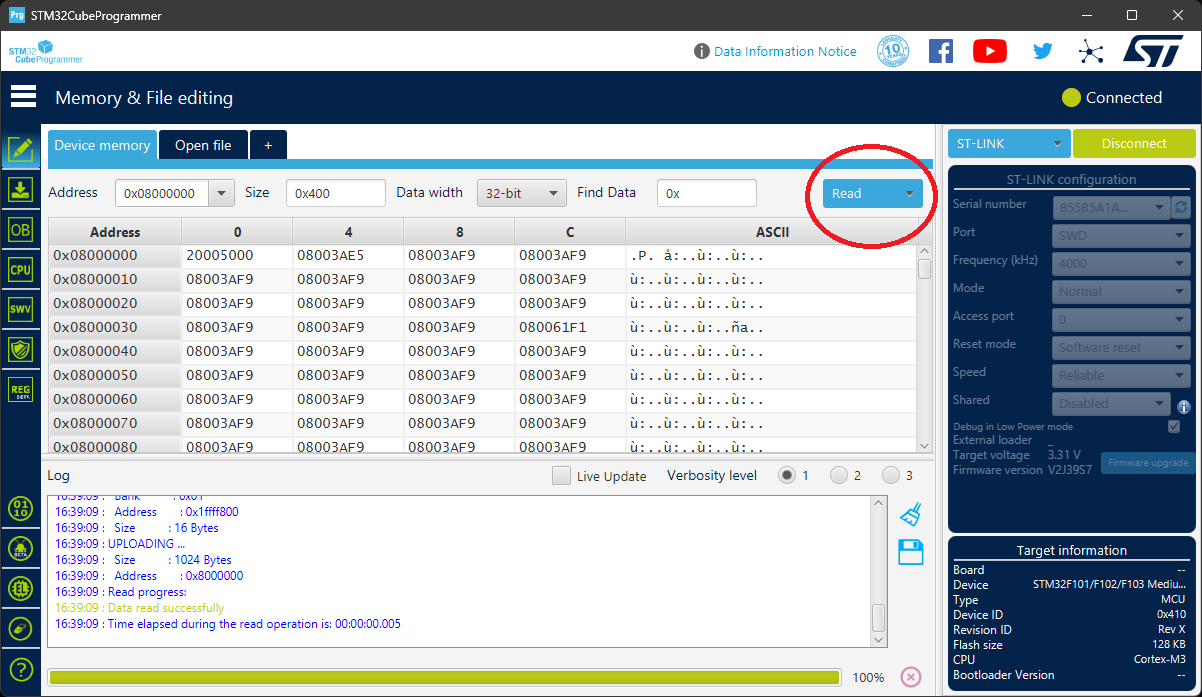 Prg STM32CubeProgrammer
STM32
CubeProgrammer
Data Information Notice
10 YEARS
ST
Memory & File editing
Connected
Device memory
Open file
+
ST-LINK
Disconnect
Address
0x08000000
Size
0x400
Data width
32-bit
Find Data
0x
Read
Address 0 4 8 C ASCII
0x08000000 20005000 08003AE5 08003AF9 08003AF9 .P. å:..ù:..ù:..
0x08000010 08003AF9 08003AF9 08003AF9 08003AF9 ù:..ù:..ù:..ù:..
0x08000020 08003AF9 08003AF9 08003AF9 08003AF9 ù:..ù:..ù:..ù:..
0x08000030 08003AF9 08003AF9 08003AF9 080061F1 ù:..ù:..ù:..ña..
0x08000040 08003AF9 08003AF9 08003AF9 08003AF9 ù:..ù:..ù:..ù:..
0x08000050 08003AF9 08003AF9 08003AF9 08003AF9 ù:..ù:..ù:..ù:..
0x08000060 08003AF9 08003AF9 08003AF9 08003AF9 ù:..ù:..ù:..ù:..
0x08000070 08003AF9 08003AF9 08003AF9 08003AF9 ù:..ù:..ù:..ù:..
0x08000080 08003AF9 08003AF9 08003AF9 08003AF9 ù:..ù:..ù:..ù:..
OB
CPU
SWV
REG
BETA
01
10
BETA
EL
?
Log
Live Update
Verbosity level
1
2
3
16:39:09 : Bank : 0x01
16:39:09 : Address : 0x1ffff800
16:39:09 : Size : 16 Bytes
16:39:09 : UPLOADING ...
16:39:09 : Size : 1024 Bytes
16:39:09 : Address : 0x8000000
16:39:09 : Read progress:
16:39:09 : Data read successfully
16:39:09 : Time elapsed during the read operation is: 00:00:00.005
100%
ST-LINK configuration
Serial number B55B5A1A...
Port SWD
Frequency (kHz) 4000
Mode Normal
Access port 0
Reset mode Software reset
Speed Reliable
Shared Disabled
Debug in Low Power mode
External loader _
Target voltage 3.31 V
Firmware version V2J39S7
Firmware upgrade
Target information
Board --
Device STM32F101/F102/F103 Mediu...
Type MCU
Device ID 0x410
Revision ID Rev X
Flash size 128 KB
CPU Cortex-M3
Bootloader Version --